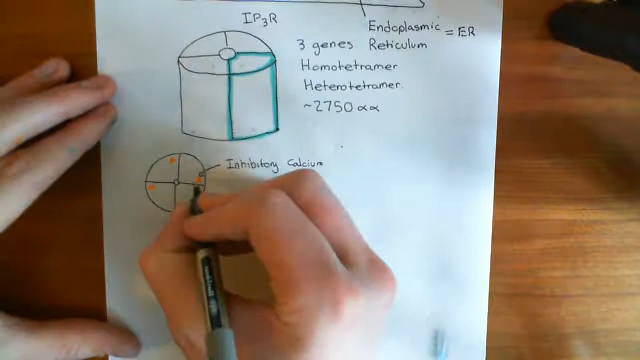 IP₃R
Endoplasmic = ER
Reticulum
3 genes
Homotetramer
Heterotetramer.
~2750 αα
Inhibitory Calcium